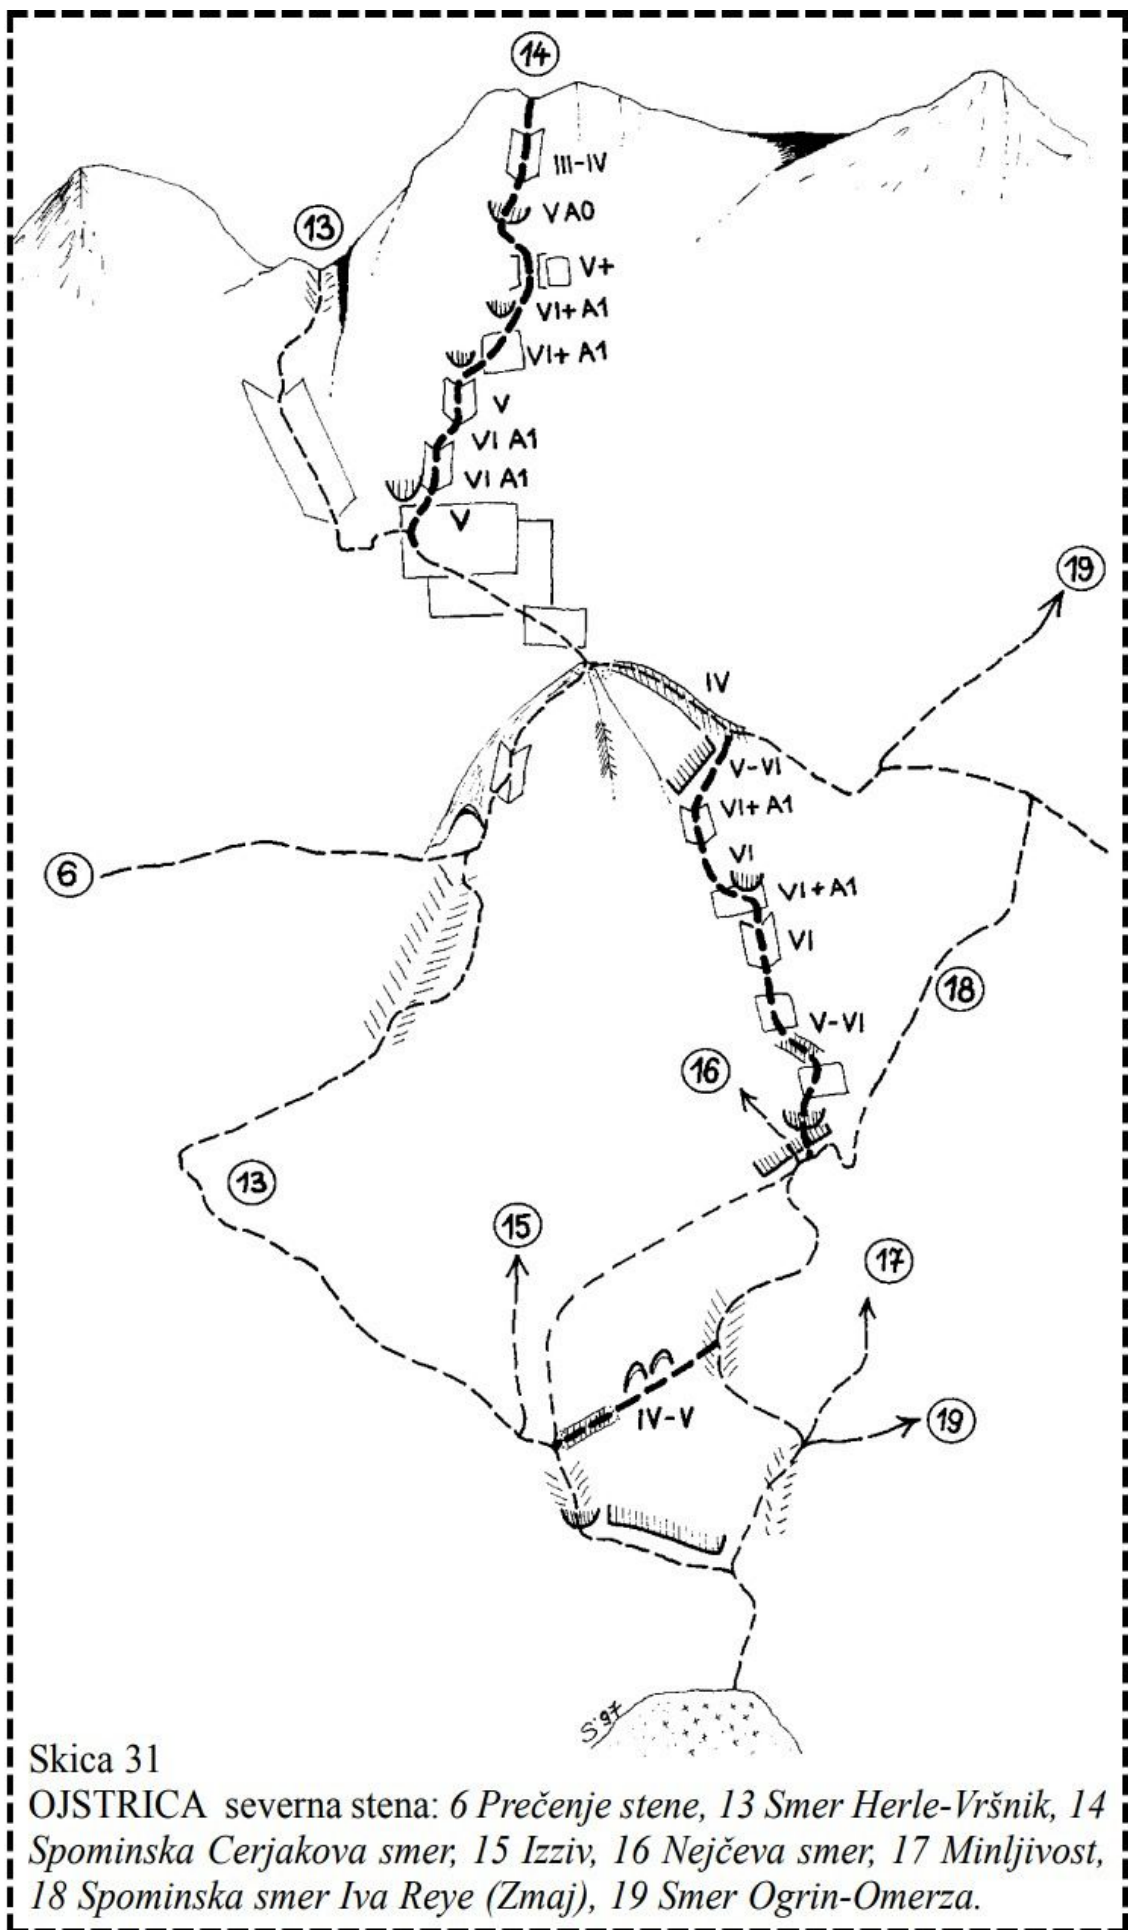 14
III-IV
13
V A0
V+
VI+ A1
VI+ A1
V
VI A1
VI A1
V
19
IV
V-VI
VI+ A1
6
VI
VI+A1
VI
18
V-VI
16
13
15
17
IV-V
19
S'97
Skica 31
OJSTRICA severna stena: 6 Prečenje stene, 13 Smer Herle-Vršnik, 14
Spominska Cerjakova smer, 15 Izziv, 16 Nejčeva smer, 17 Minljivost,
18 Spominska smer Iva Reye (Zmaj), 19 Smer Ogrin-Omerza.